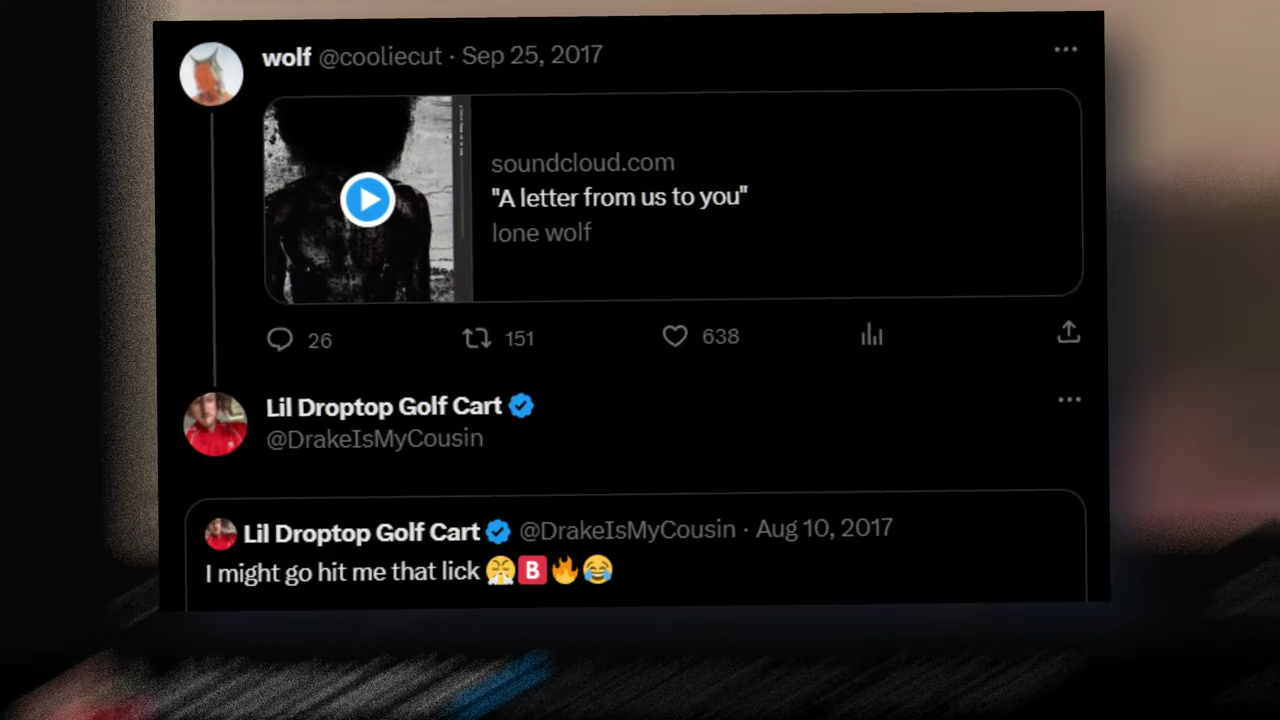 wolf @cooliecut · Sep 25, 2017
soundcloud.com
"A letter from us to you"
lone wolf
26 151 638
Lil Droptop Golf Cart
@DrakeIsMyCousin
Lil Droptop Golf Cart @DrakeIsMyCousin · Aug 10, 2017
I might go hit me that lick 😤🅱️🔥😂